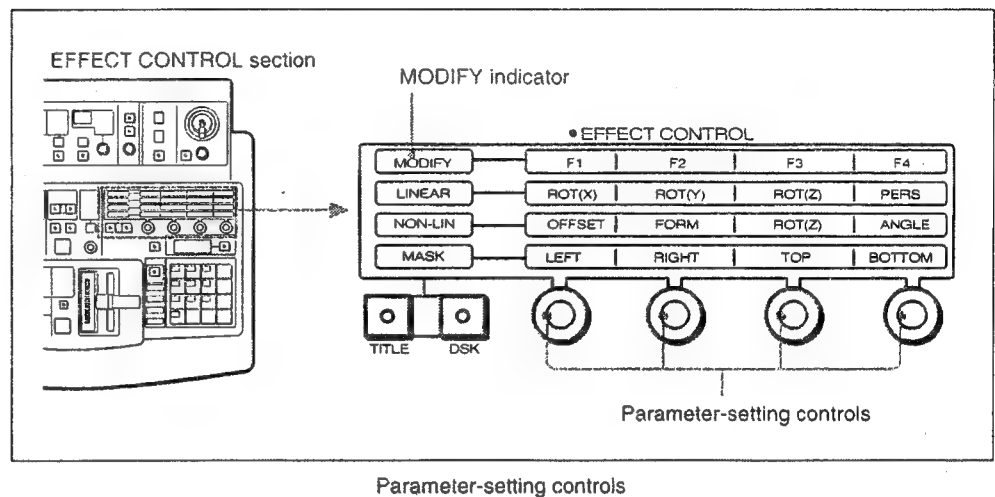 EFFECT CONTROL section
MODIFY indicator
• EFFECT CONTROL
MODIFY F1 F2 F3 F4
LINEAR ROT(X) ROT(Y) ROT(Z) PERS
NON-LIN OFFSET FORM ROT(Z) ANGLE
MASK LEFT RIGHT TOP BOTTOM
TITLE DSK
Parameter-setting controls
Parameter-setting controls